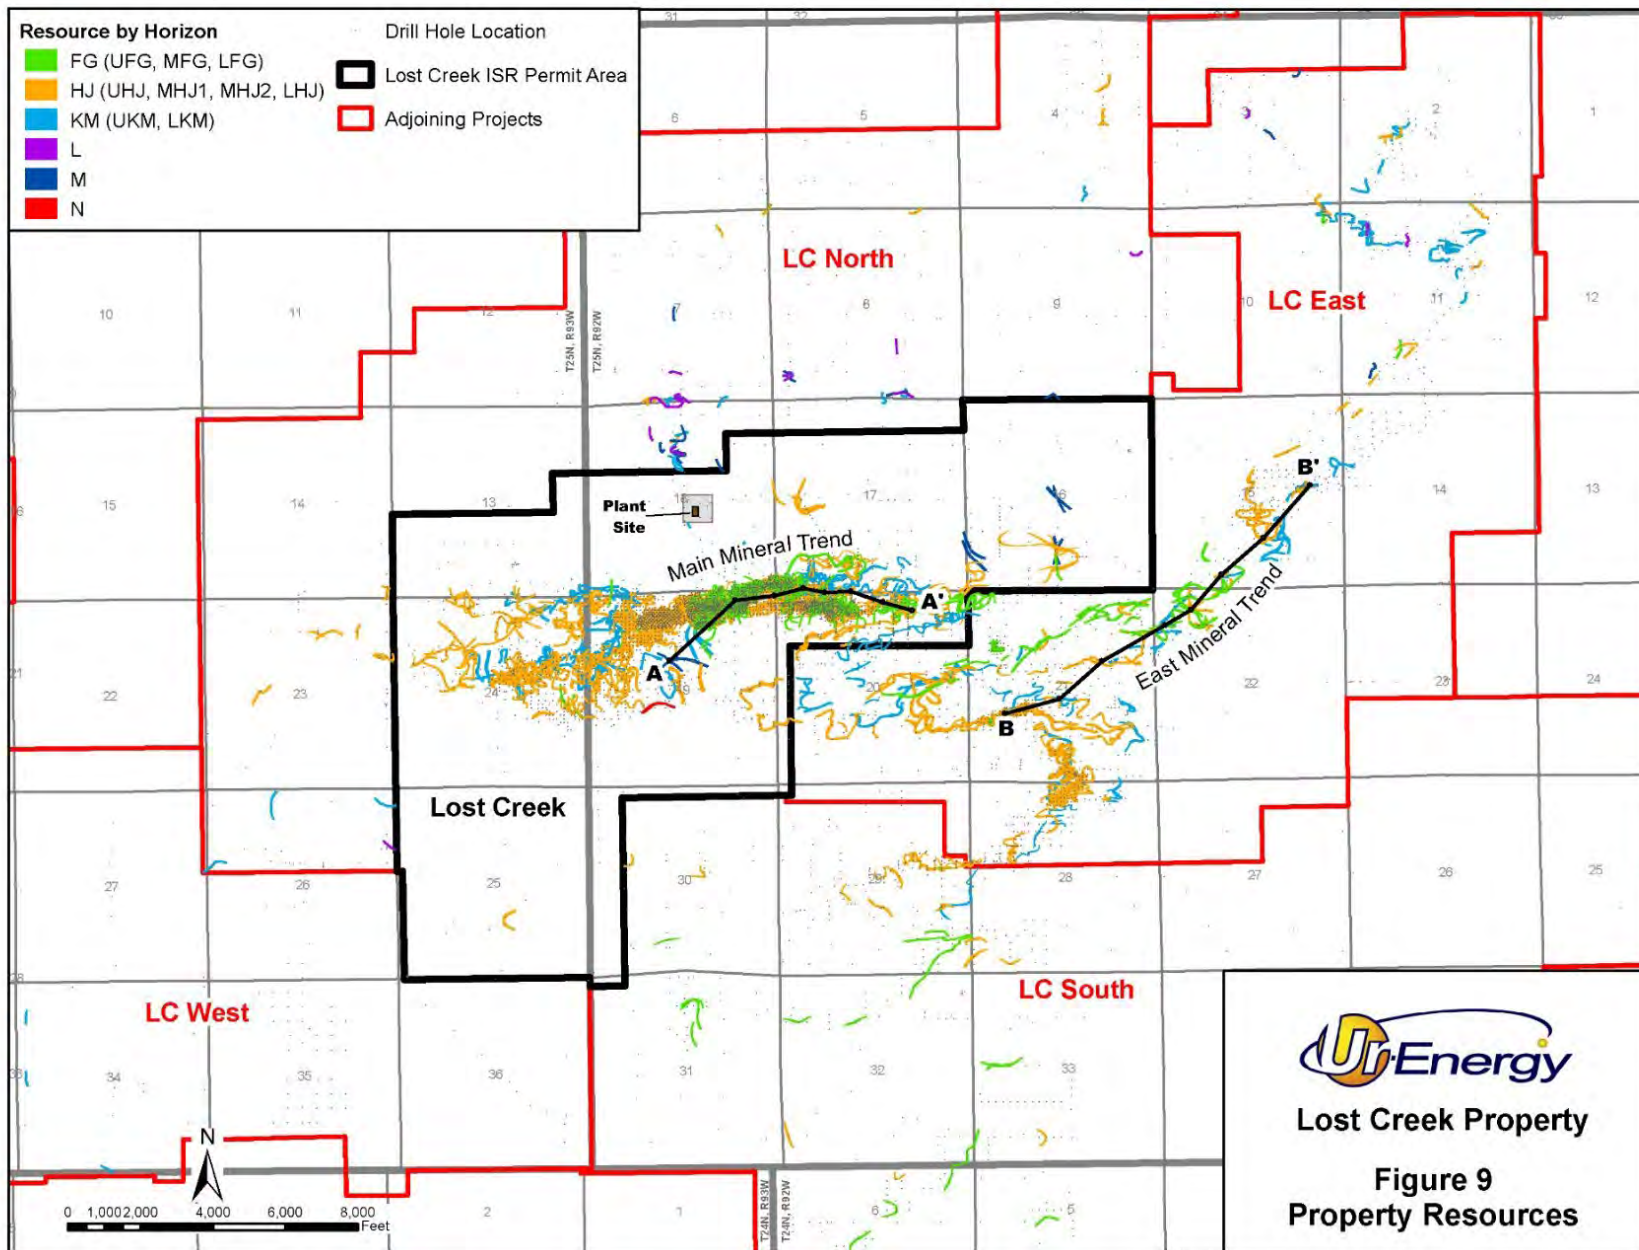 Resource by Horizon
FG (UFG, MFG, LFG)
HJ (UHJ, MHJ1, MHJ2, LHJ)
KM (UKM, LKM)
L
M
N
Drill Hole Location
Lost Creek ISR Permit Area
Adjoining Projects
31
32
6
5
4
3
2
1
LC North
LC East
10
11
12
7
8
9
10
11
12
T25N, R93W
T25N, R92W
15
14
13
18
17
16
15
14
13
Plant
Site
Main Mineral Trend
B'
A'
A
B
East Mineral Trend
21
22
23
24
19
20
22
23
24
Lost Creek
27
26
25
30
29
28
27
26
25
28
LC West
LC South
33
34
35
36
31
32
33
N
2
1
6
5
T24N, R93W
T24N, R92W
0 1,000 2,000 4,000 6,000 8,000
Feet
Ur-Energy
Lost Creek Property
Figure 9
Property Resources